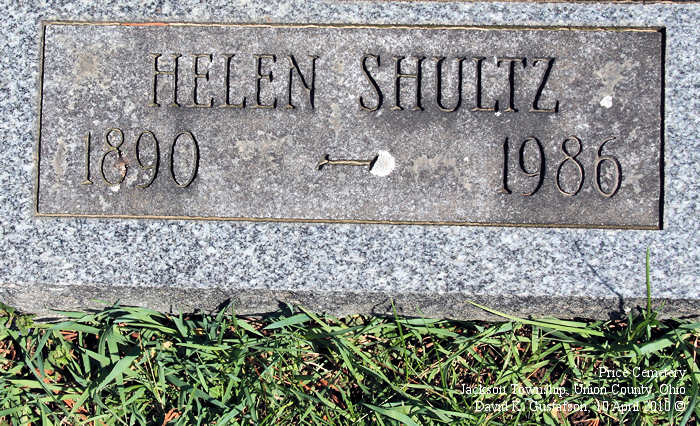 HELEN SHULTZ
1890 - 1986
Price Cemetery
Jackson Township, Union County, Ohio
David K. Gustafson, 10 April 2010 ©